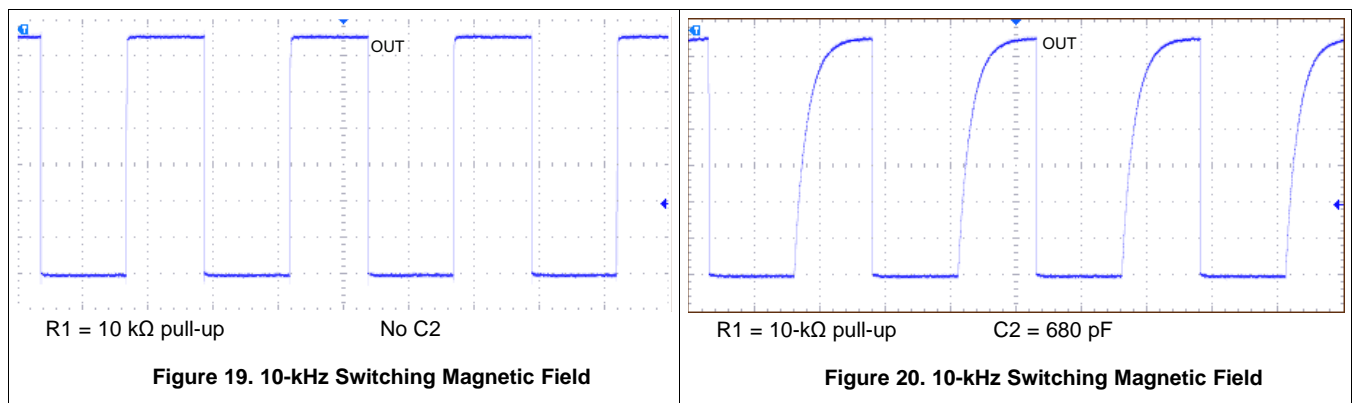 OUT
R1 = 10 kΩ pull-up No C2
Figure 19. 10-kHz Switching Magnetic Field
OUT
R1 = 10-kΩ pull-up C2 = 680 pF
Figure 20. 10-kHz Switching Magnetic Field